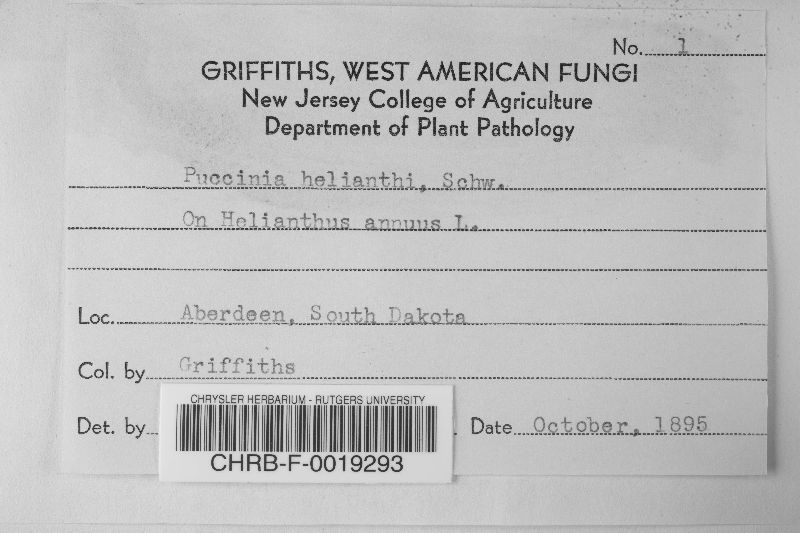 No. 1
GRIFFITHS, WEST AMERICAN FUNGI
New Jersey College of Agriculture
Department of Plant Pathology
Puccinia helianthi, Schw.
On Helianthus annuus L.
Loc. Aberdeen, South Dakota
Col. by Griffiths
CHRYSLER HERBARIUM - RUTGERS UNIVERSITY
Det. by Date October, 1895
CHRB-F-0019293